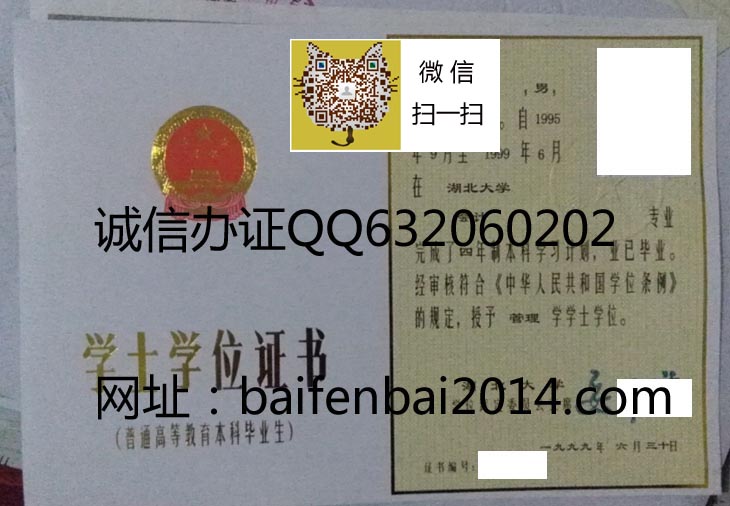 微信
扫一扫
，男，
。自 1995
年 9 月至 1999 年 6 月
在 湖北大学
会计 专业
完成了四年制本科学习计划，业已毕业。
经审核符合《中华人民共和国学位条例》
的规定，授予 管理 学学士学位。
诚信办证QQ632060202
学士学位证书
网址：baifenbai2014.com
(普通高等教育本科毕业生)
湖北大学
一九九九年 六月三十日
证书编号：